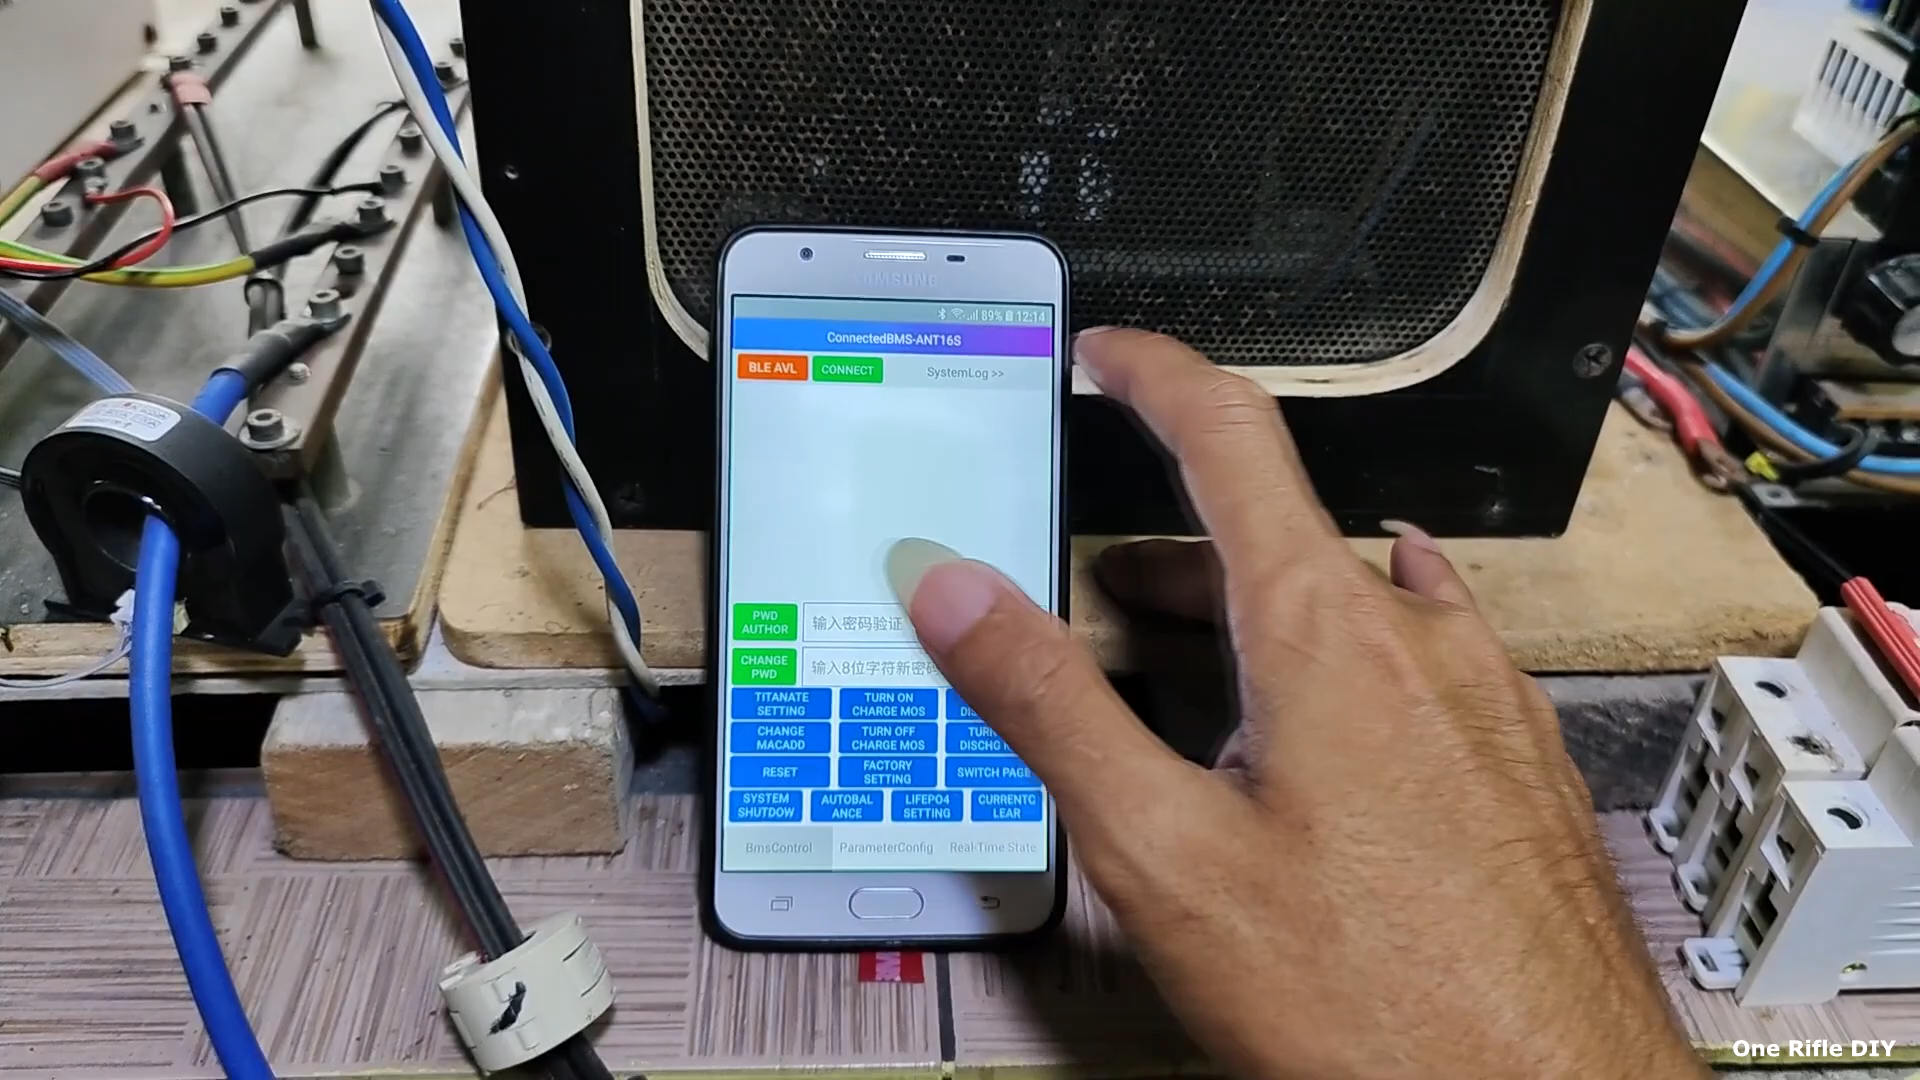 SAMSUNG
89% 12:14
ConnectedBMS-ANT16S
BLE AVL
CONNECT
SystemLog >>
PWD
AUTHOR
输入密码验证
CHANGE
PWD
输入8位字符新密码
TITANATE
SETTING
TURN ON
CHARGE MOS
CHANGE
MACADD
TURN OFF
CHARGE MOS
RESET
FACTORY
SETTING
SWITCH PAGE
SYSTEM
SHUTDOW
AUTOBAL
ANCE
LIFEPO4
SETTING
CURRENTC
LEAR
BmsControl
ParameterConfig
Real-Time State
One Rifle DIY